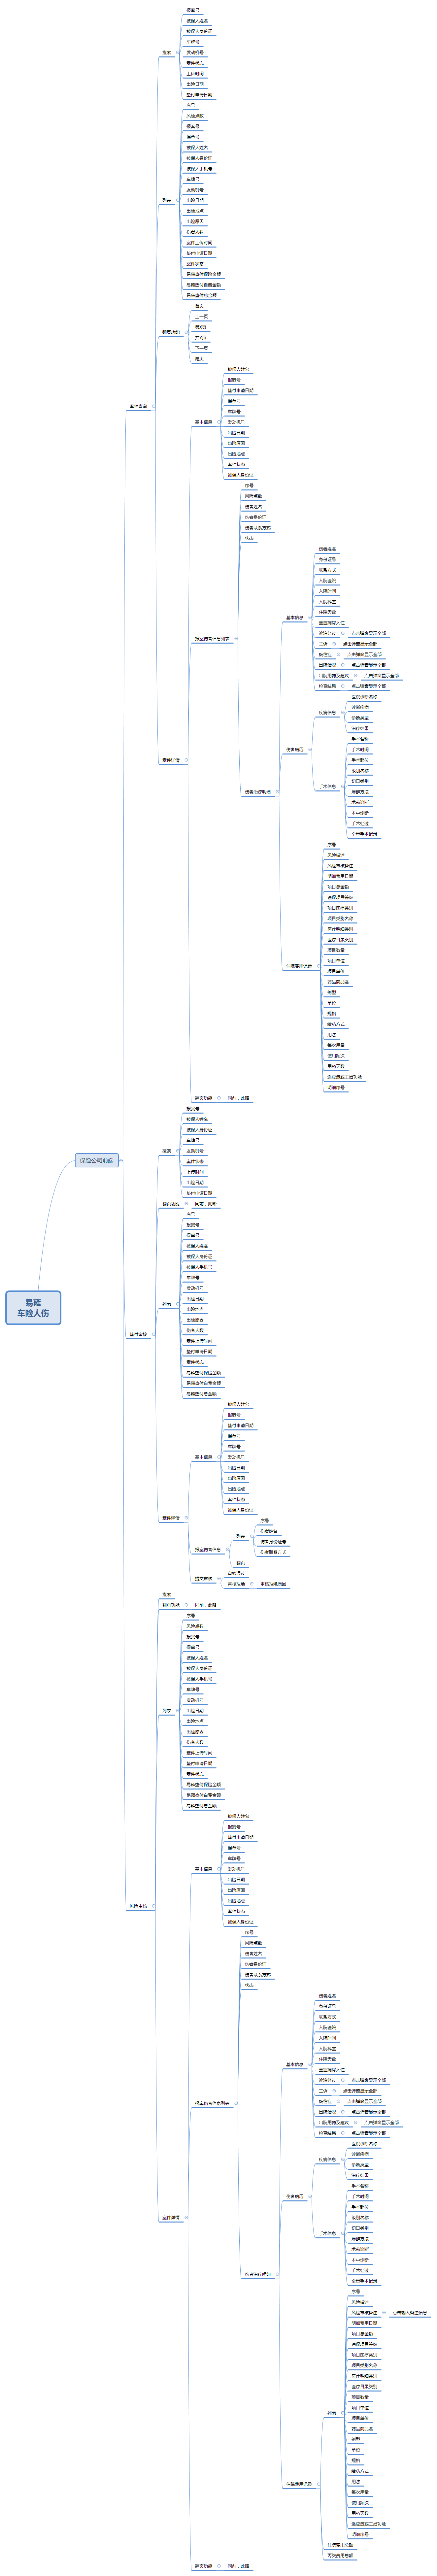 易雍
车险人伤
保险公司前端
案件查询
搜索
报案号
被保人姓名
被保人身份证
车牌号
发动机号
案件状态
上传时间
出险日期
垫付申请日期
列表
序号
风险点数
报案号
保单号
被保人姓名
被保人身份证
被保人手机号
车牌号
发动机号
出险日期
出险地点
出险原因
伤者人数
案件上传时间
垫付申请日期
案件状态
易雍垫付保险金额
易雍垫付自费金额
易雍垫付总金额
翻页功能
首页
上一页
第X页
共Y页
下一页
尾页
案件详情
基本信息
被保人姓名
报案号
垫付申请日期
保单号
车牌号
发动机号
出险日期
出险原因
出险地点
案件状态
被保人身份证
报案伤者信息列表
序号
风险点数
伤者姓名
伤者身份证
伤者联系方式
状态
伤者治疗明细
伤者病历
基本信息
伤者姓名
身份证号
联系方式
入院医院
入院时间
入院科室
住院天数
重症病房入住
诊治经过
点击弹窗显示全部
主诉
点击弹窗显示全部
档治症
点击弹窗显示全部
出院情况
点击弹窗显示全部
出院用药及建议
点击弹窗显示全部
检查结果
点击弹窗显示全部
疾病信息
医院诊断名称
诊断疾病
诊断类型
治疗结果
手术信息
手术名称
手术时间
手术部位
级别名称
切口类别
麻醉方法
术前诊断
术中诊断
手术经过
全量手术记录
住院费用记录
序号
风险描述
风险审核备注
明细费用日期
项目总金额
医保项目等级
项目医疗类别
项目类别名称
医疗明细类别
医疗目录类别
项目数量
项目单位
项目单价
药品商品名
剂型
单位
规格
给药方式
用法
每次用量
使用频次
用药天数
适应症或主治功能
明细序号
翻页功能
同前，此略
垫付审核
搜索
报案号
被保人姓名
被保人身份证
车牌号
发动机号
案件状态
上传时间
出险日期
垫付申请日期
翻页功能
同前，此略
列表
序号
报案号
保单号
被保人姓名
被保人身份证
被保人手机号
车牌号
发动机号
出险日期
出险地点
出险原因
伤者人数
案件上传时间
垫付申请日期
案件状态
易雍垫付保险金额
易雍垫付自费金额
易雍垫付总金额
案件详情
基本信息
被保人姓名
报案号
垫付申请日期
保单号
车牌号
发动机号
出险日期
出险原因
出险地点
案件状态
被保人身份证
报案伤者信息
列表
序号
伤者姓名
伤者身份证号
伤者联系方式
翻页
提交审核
审核通过
审核拒绝
审核拒绝原因
风险审核
搜索
翻页功能
同前，此略
列表
序号
风险点数
报案号
保单号
被保人姓名
被保人身份证
被保人手机号
车牌号
发动机号
出险日期
出险地点
出险原因
伤者人数
案件上传时间
垫付申请日期
案件状态
易雍垫付保险金额
易雍垫付自费金额
易雍垫付总金额
案件详情
基本信息
被保人姓名
报案号
垫付申请日期
保单号
车牌号
发动机号
出险日期
出险原因
出险地点
案件状态
被保人身份证
报案伤者信息列表
序号
风险点数
伤者姓名
伤者身份证
伤者联系方式
状态
伤者治疗明细
伤者病历
基本信息
伤者姓名
身份证号
联系方式
入院医院
入院时间
入院科室
住院天数
重症病房入住
诊治经过
点击弹窗显示全部
主诉
点击弹窗显示全部
档治症
点击弹窗显示全部
出院情况
点击弹窗显示全部
出院用药及建议
点击弹窗显示全部
检查结果
点击弹窗显示全部
疾病信息
医院诊断名称
诊断疾病
诊断类型
治疗结果
手术信息
手术名称
手术时间
手术部位
级别名称
切口类别
麻醉方法
术前诊断
术中诊断
手术经过
全量手术记录
住院费用记录
列表
序号
风险描述
风险审核备注
点击输入备注信息
明细费用日期
项目总金额
医保项目等级
项目医疗类别
项目类别名称
医疗明细类别
医疗目录类别
项目数量
项目单位
项目单价
药品商品名
剂型
单位
规格
给药方式
用法
每次用量
使用频次
用药天数
适应症或主治功能
明细序号
住院费用总额
丙类费用总额
翻页功能
同前，此略